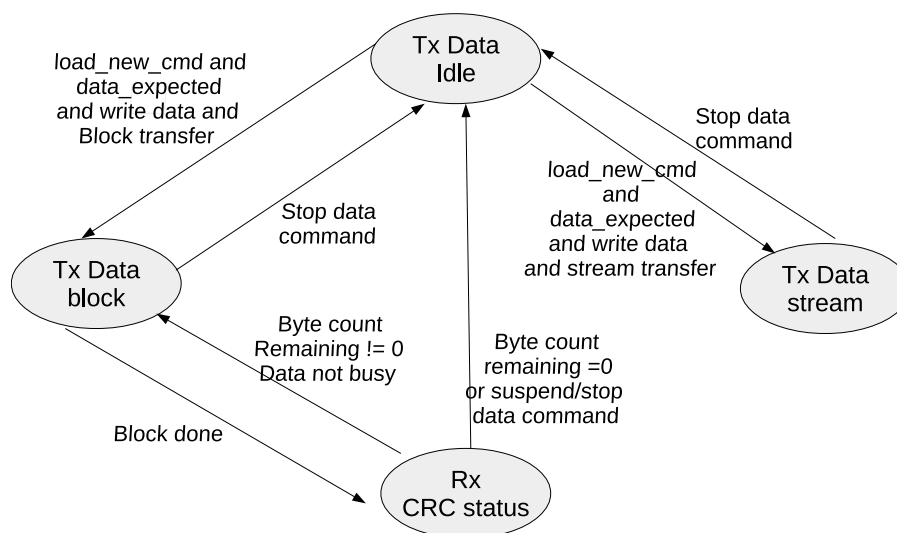 Tx Data
Idle
load_new_cmd and
data_expected
and write data and
Block transfer
Stop data
command
Stop data
command
load_new_cmd
and
data_expected
and write data
and stream transfer
Tx Data
block
Tx Data
stream
Byte count
Remaining != 0
Data not busy
Byte count
remaining =0
or suspend/stop
data command
Block done
Rx
CRC status